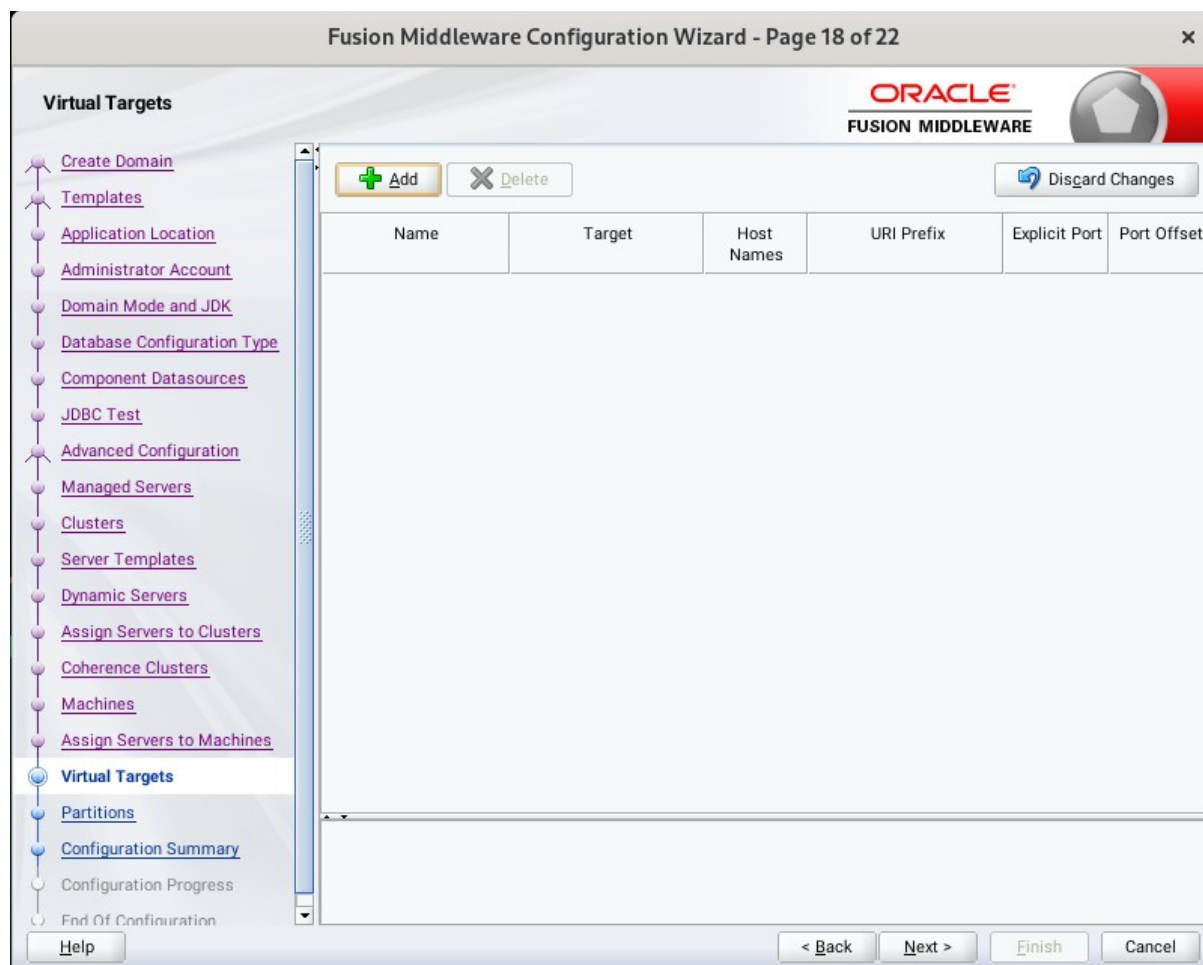 Fusion Middleware Configuration Wizard - Page 18 of 22
Virtual Targets
ORACLE
FUSION MIDDLEWARE
Create Domain
Templates
Application Location
Administrator Account
Domain Mode and JDK
Database Configuration Type
Component Datasources
JDBC Test
Advanced Configuration
Managed Servers
Clusters
Server Templates
Dynamic Servers
Assign Servers to Clusters
Coherence Clusters
Machines
Assign Servers to Machines
Virtual Targets
Partitions
Configuration Summary
Configuration Progress
End Of Configuration
Add Delete Discard Changes
Name Target Host Names URI Prefix Explicit Port Port Offset
Help < Back Next > Finish Cancel